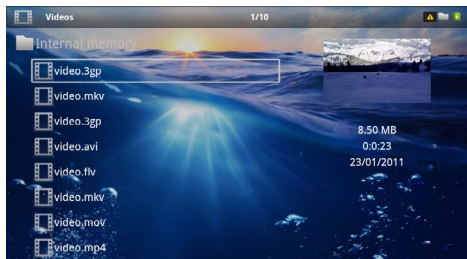 Videos 1/10
Internal memory
video.3gp
video.mkv
video.3gp
video.avi
video.flv
video.mkv
video.mov
video.mp4
8.50 MB
0:0:23
23/01/2011